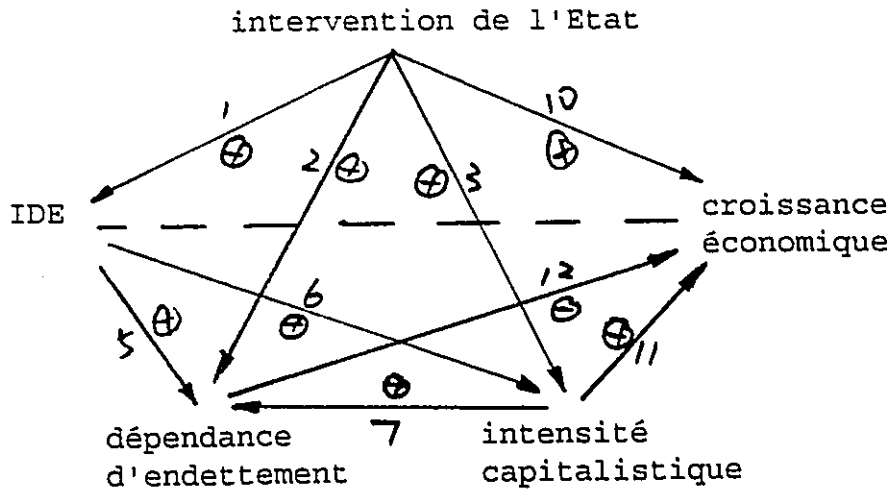 intervention de l'Etat
1
10
+
2
+
+
3
+
IDE
croissance
économique
6
12
5
+
+
-
+
11
+
7
dépendance
d'endettement
intensité
capitalistique